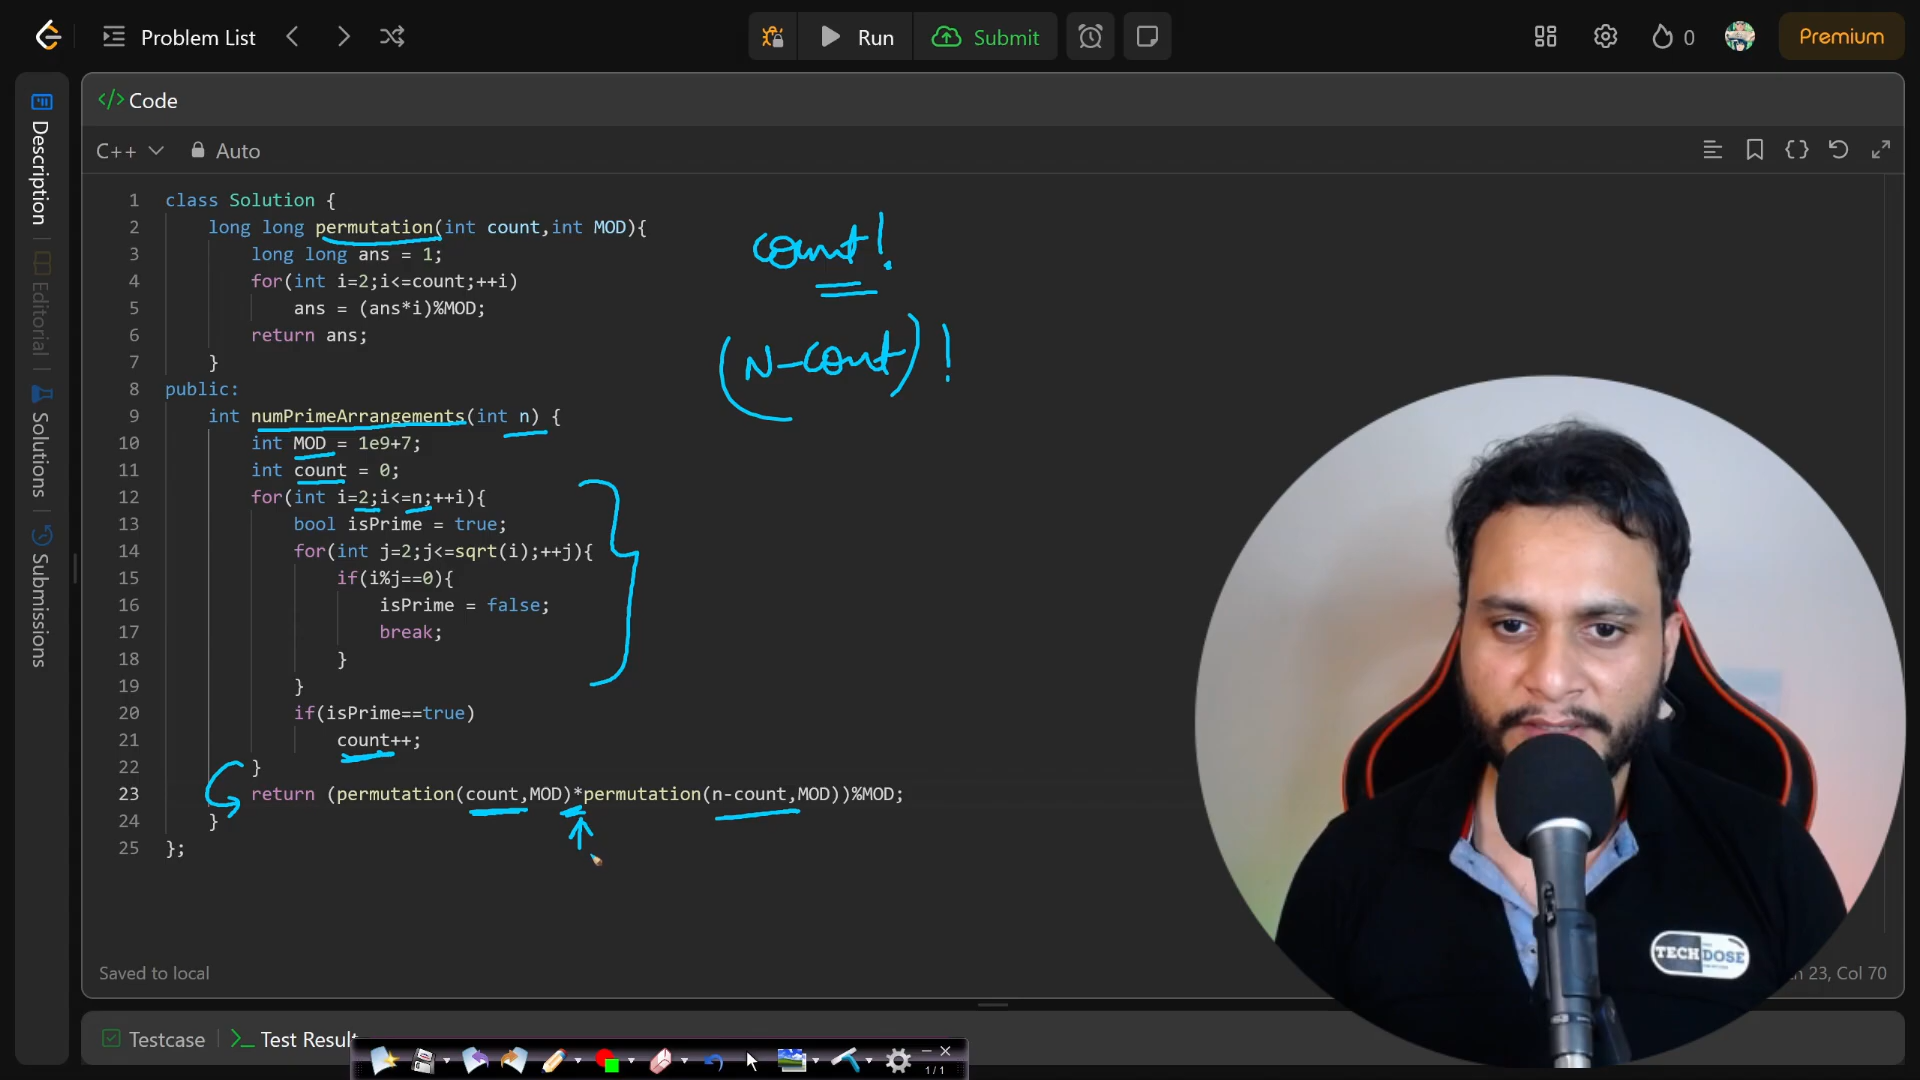 Problem List
Run
Submit
0
Premium
Description
Editorial
Solutions
Submissions
</> Code
C++
Auto
1 class Solution {
2 long long permutation(int count,int MOD){
3 long long ans = 1;
4 for(int i=2;i<=count;++i)
5 ans = (ans*i)%MOD;
6 return ans;
7 }
8 public:
9 int numPrimeArrangements(int n) {
10 int MOD = 1e9+7;
11 int count = 0;
12 for(int i=2;i<=n;++i){
13 bool isPrime = true;
14 for(int j=2;j<=sqrt(i);++j){
15 if(i%j==0){
16 isPrime = false;
17 break;
18 }
19 }
20 if(isPrime==true)
21 count++;
22 }
23 return (permutation(count,MOD)*permutation(n-count,MOD))%MOD;
24 }
25 };
count!
(N-count)!
TECH DOSE
Saved to local
23, Col 70
Testcase
Test Result
1/1